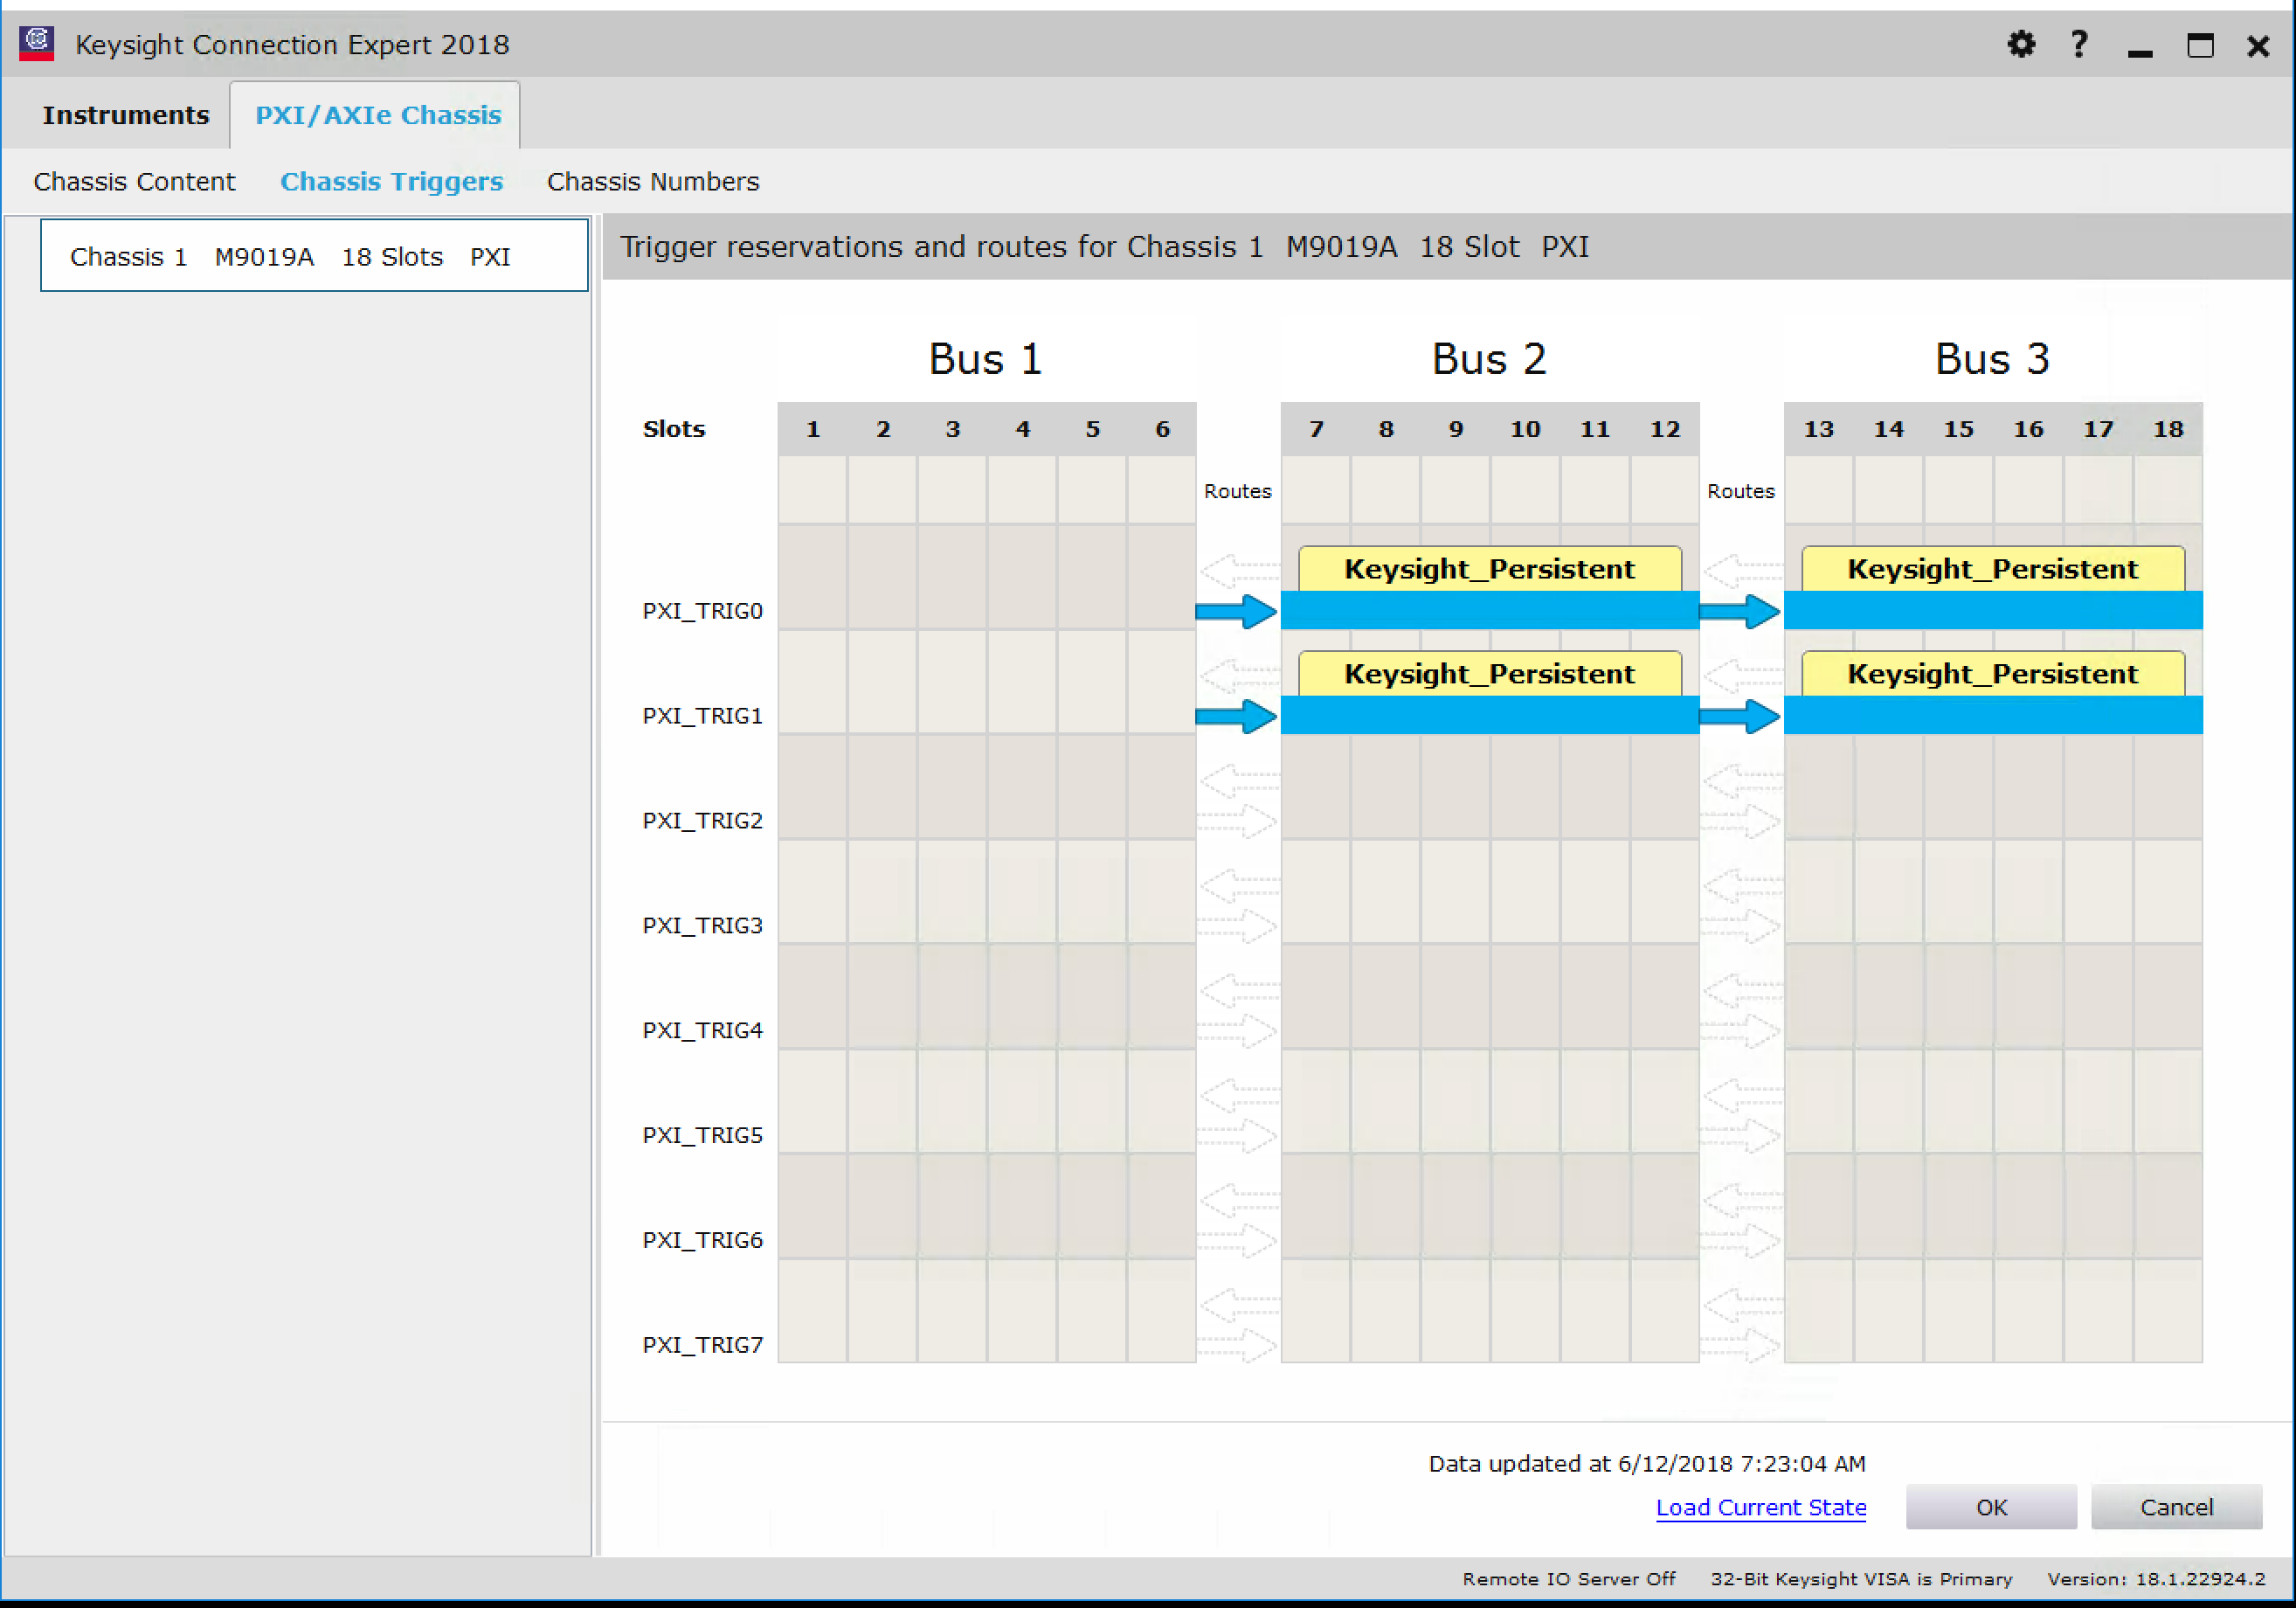 Keysight Connection Expert 2018
?
Instruments PXI/AXIe Chassis
Chassis Content Chassis Triggers Chassis Numbers
Chassis 1 M9019A 18 Slots PXI
Trigger reservations and routes for Chassis 1 M9019A 18 Slot PXI
Bus 1 Bus 2 Bus 3
Slots 1 2 3 4 5 6 7 8 9 10 11 12 13 14 15 16 17 18
Routes Routes
Keysight_Persistent Keysight_Persistent
PXI_TRIG0
Keysight_Persistent Keysight_Persistent
PXI_TRIG1
PXI_TRIG2
PXI_TRIG3
PXI_TRIG4
PXI_TRIG5
PXI_TRIG6
PXI_TRIG7
Data updated at 6/12/2018 7:23:04 AM
Load Current State OK Cancel
Remote IO Server Off 32-Bit Keysight VISA is Primary Version: 18.1.22924.2